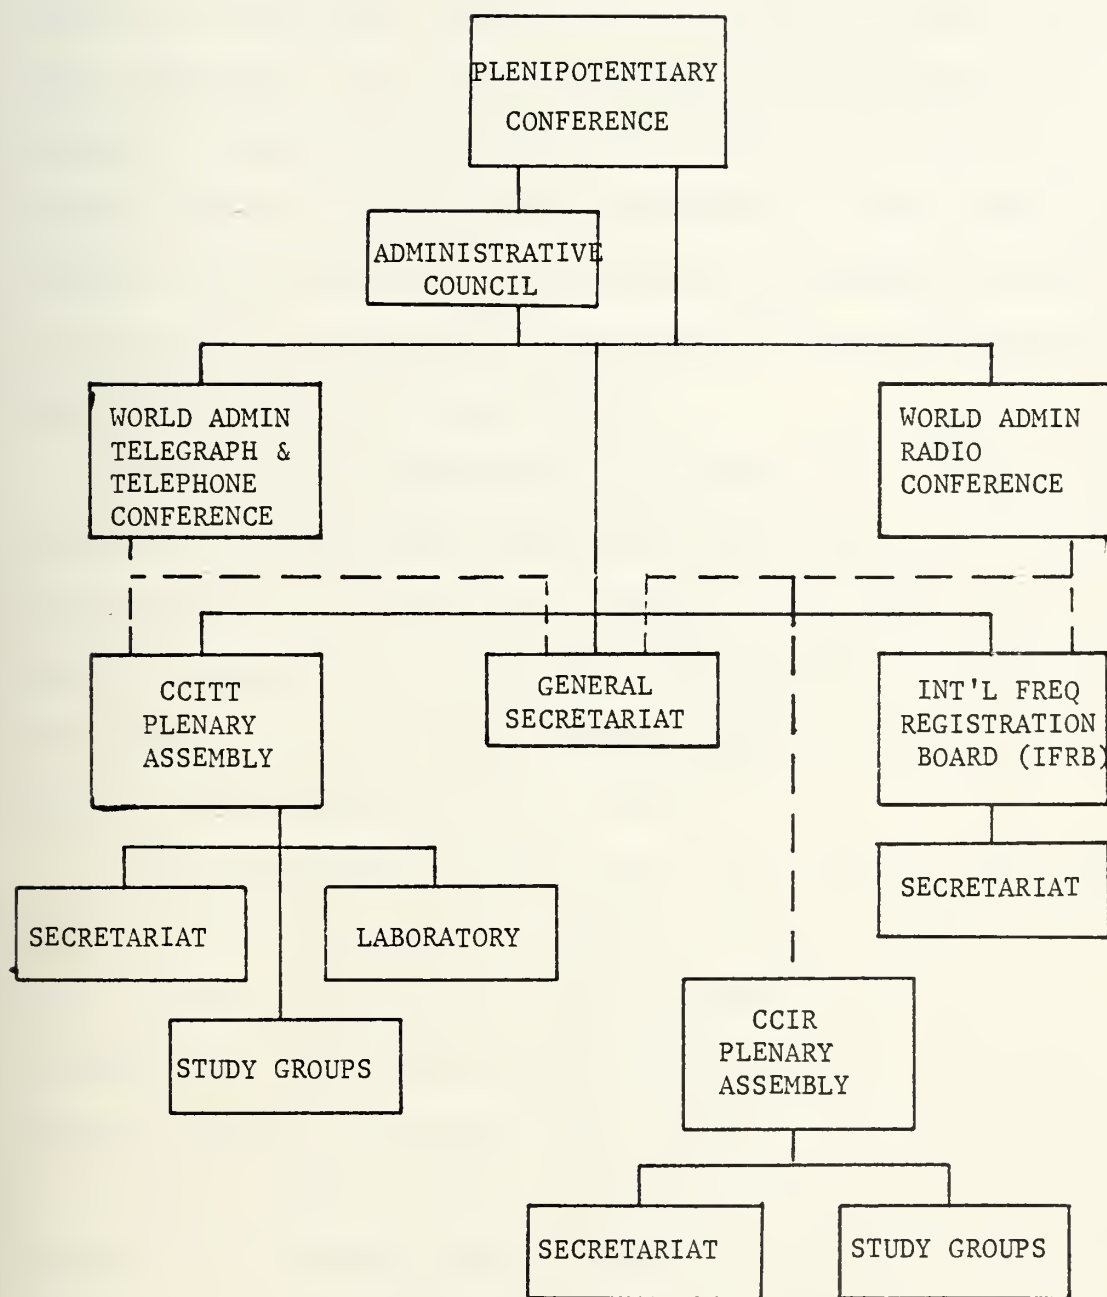 PLENIPOTENTIARY
CONFERENCE
ADMINISTRATIVE
COUNCIL
WORLD ADMIN
TELEGRAPH &
TELEPHONE
CONFERENCE
WORLD ADMIN
RADIO
CONFERENCE
CCITT
PLENARY
ASSEMBLY
GENERAL
SECRETARIAT
INT'L FREQ
REGISTRATION
BOARD (IFRB)
SECRETARIAT
LABORATORY
SECRETARIAT
STUDY GROUPS
CCIR
PLENARY
ASSEMBLY
SECRETARIAT
STUDY GROUPS